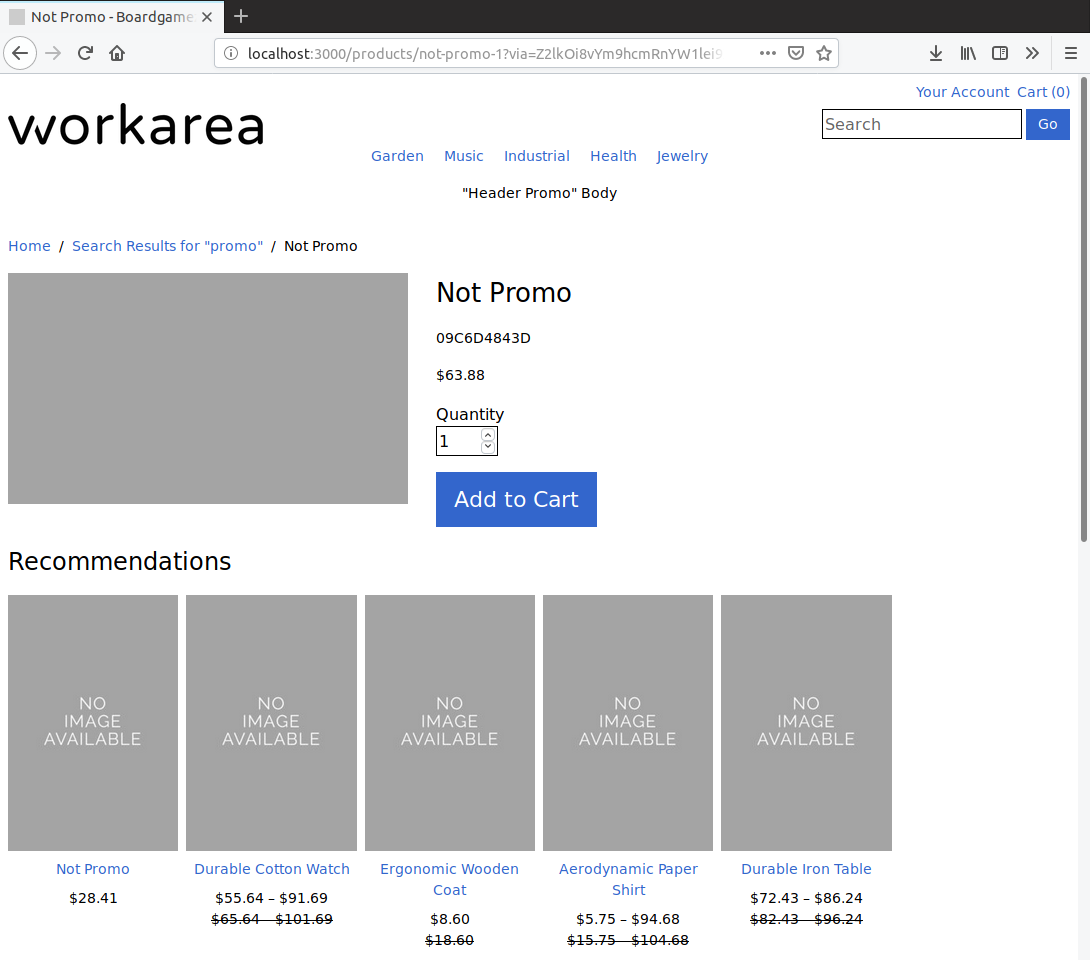 Not Promo - Boardgame
localhost:3000/products/not-promo-1?via=Z2lkOi8vYm9hcmRnYW1lei9
Your Account Cart (0)
workarea
Search Go
Garden Music Industrial Health Jewelry
"Header Promo" Body
Home / Search Results for "promo" / Not Promo
Not Promo
09C6D4843D
$63.88
Quantity
1
Add to Cart
Recommendations
NO IMAGE AVAILABLE
NO IMAGE AVAILABLE
NO IMAGE AVAILABLE
NO IMAGE AVAILABLE
NO IMAGE AVAILABLE
Not Promo
$28.41
Durable Cotton Watch
$55.64 – $91.69
$65.64 – $101.69
Ergonomic Wooden
Coat
$8.60
$18.60
Aerodynamic Paper
Shirt
$5.75 – $94.68
$15.75 – $104.68
Durable Iron Table
$72.43 – $86.24
$82.43 – $96.24